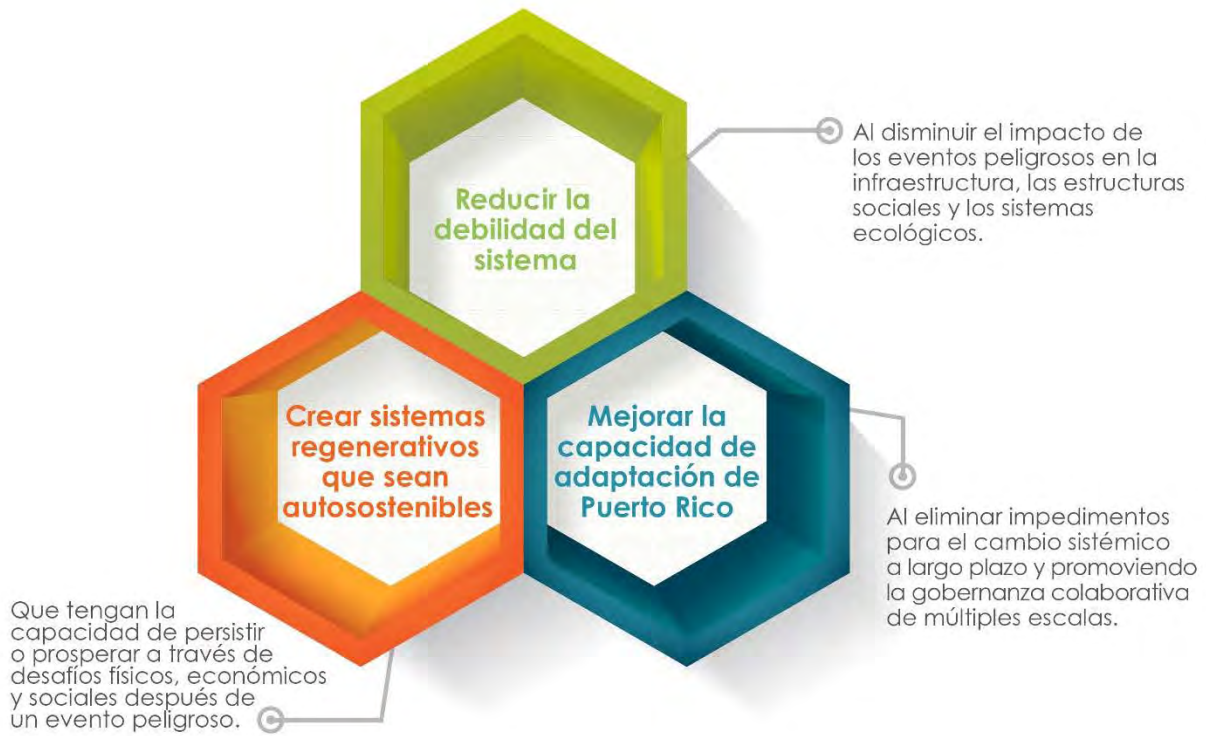 Reducir la
debilidad del
sistema
Al disminuir el impacto de
los eventos peligrosos en la
infraestructura, las estructuras
sociales y los sistemas
ecológicos.
Crear sistemas
regenerativos
que sean
autosostenibles
Mejorar la
capacidad de
adaptación de
Puerto Rico
Al eliminar impedimentos
para el cambio sistémico
a largo plazo y promoviendo
la gobernanza colaborativa
de múltiples escalas.
Que tengan la
capacidad de persistir
o prosperar a través de
desafíos físicos, económicos
y sociales después de
un evento peligroso.